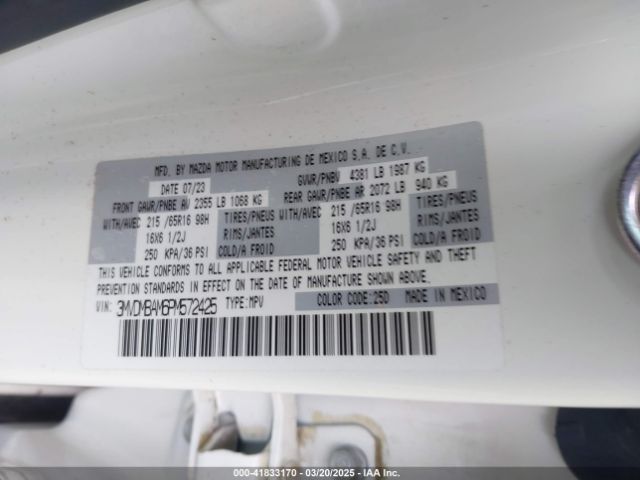 MFD. BY MAZDA MOTOR MANUFACTURING DE MEXICO S.A. DE C.V.
DATE 07/23 GVWR/PNBV 4381 LB 1987 KG
FRONT GAWR/PNBE AV 2355 LB 1068 KG REAR GAWR/PNBE AR 2072 LB 940 KG
WITH/AVEC 215 /65R16 98H TIRES/PNEUS WITH/AVEC 215 /65R16 98H TIRES/PNEUS
16X6 1/2J RIMS/JANTES 16X6 1/2J RIMS/JANTES
250 KPA/36 PSI COLD/A FROID 250 KPA/36 PSI COLD/A FROID
THIS VEHICLE CONFORMS TO ALL APPLICABLE FEDERAL MOTOR VEHICLE SAFETY AND THEFT
PREVENTION STANDARDS IN EFFECT ON THE DATE OF MANUFACTURE SHOWN ABOVE.
VIN: 3MVDMBAM6PM572425 TYPE:MPV COLOR CODE:25D MADE IN MEXICO
000-41833170 - 03/20/2025 - IAA Inc.